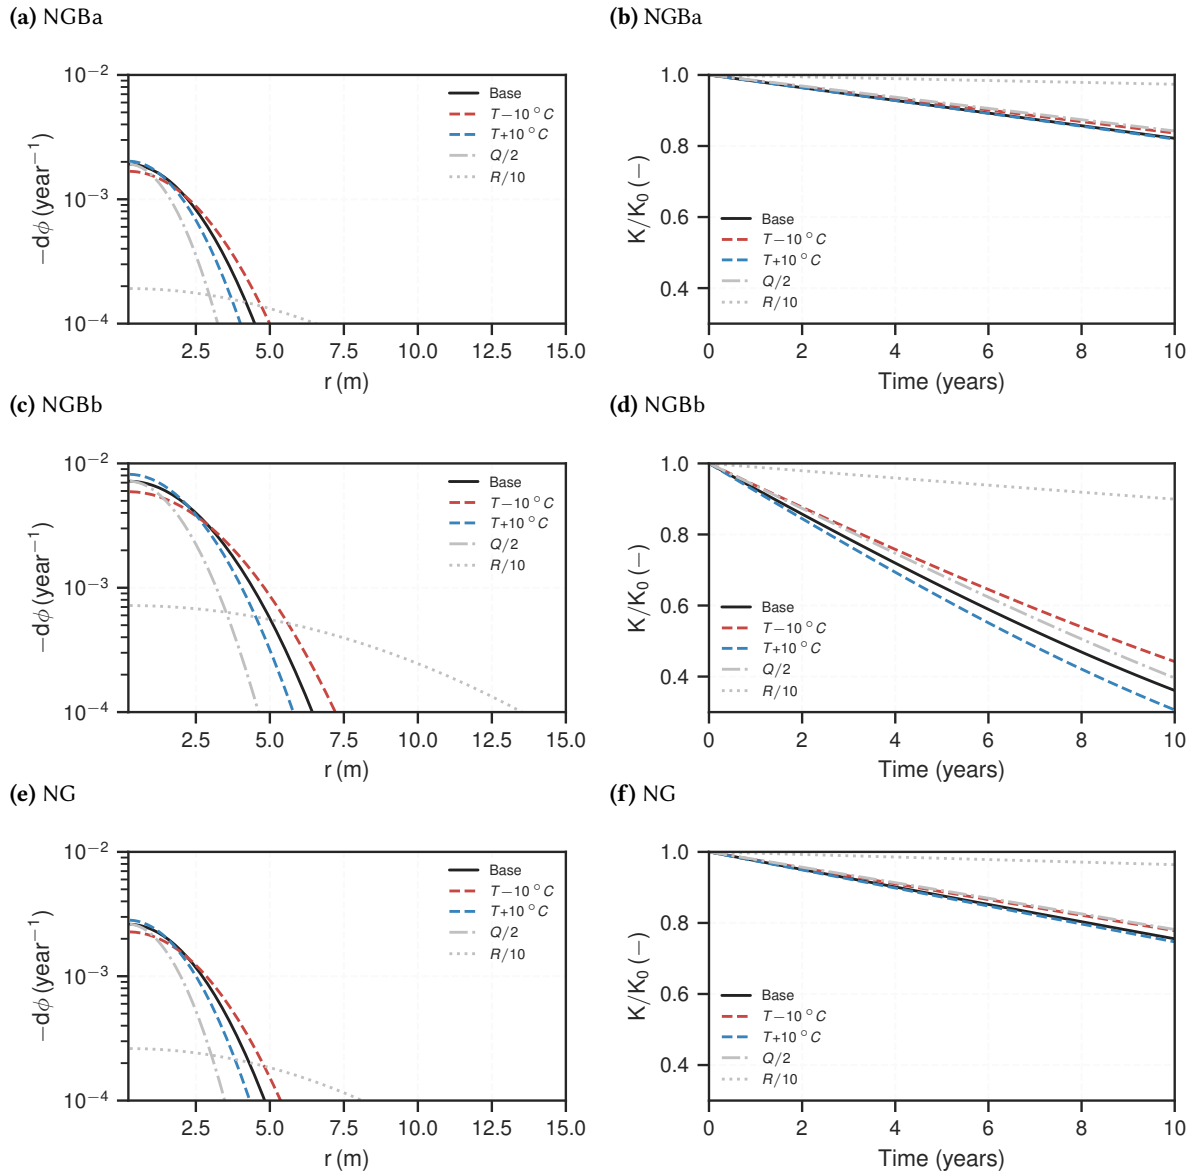 (a) NGBa
10⁻²
10⁻³
10⁻⁴
−dϕ (year⁻¹)
Base
T−10 °C
T+10 °C
Q/2
R/10
2.5 5.0 7.5 10.0 12.5 15.0
r (m)
(b) NGBa
1.0
0.8
0.6
0.4
K/K₀ (−)
Base
T−10 °C
T+10 °C
Q/2
R/10
0 2 4 6 8 10
Time (years)
(c) NGBb
10⁻²
10⁻³
10⁻⁴
−dϕ (year⁻¹)
Base
T−10 °C
T+10 °C
Q/2
R/10
2.5 5.0 7.5 10.0 12.5 15.0
r (m)
(d) NGBb
1.0
0.8
0.6
0.4
K/K₀ (−)
Base
T−10 °C
T+10 °C
Q/2
R/10
0 2 4 6 8 10
Time (years)
(e) NG
10⁻²
10⁻³
10⁻⁴
−dϕ (year⁻¹)
Base
T−10 °C
T+10 °C
Q/2
R/10
2.5 5.0 7.5 10.0 12.5 15.0
r (m)
(f) NG
1.0
0.8
0.6
0.4
K/K₀ (−)
Base
T−10 °C
T+10 °C
Q/2
R/10
0 2 4 6 8 10
Time (years)